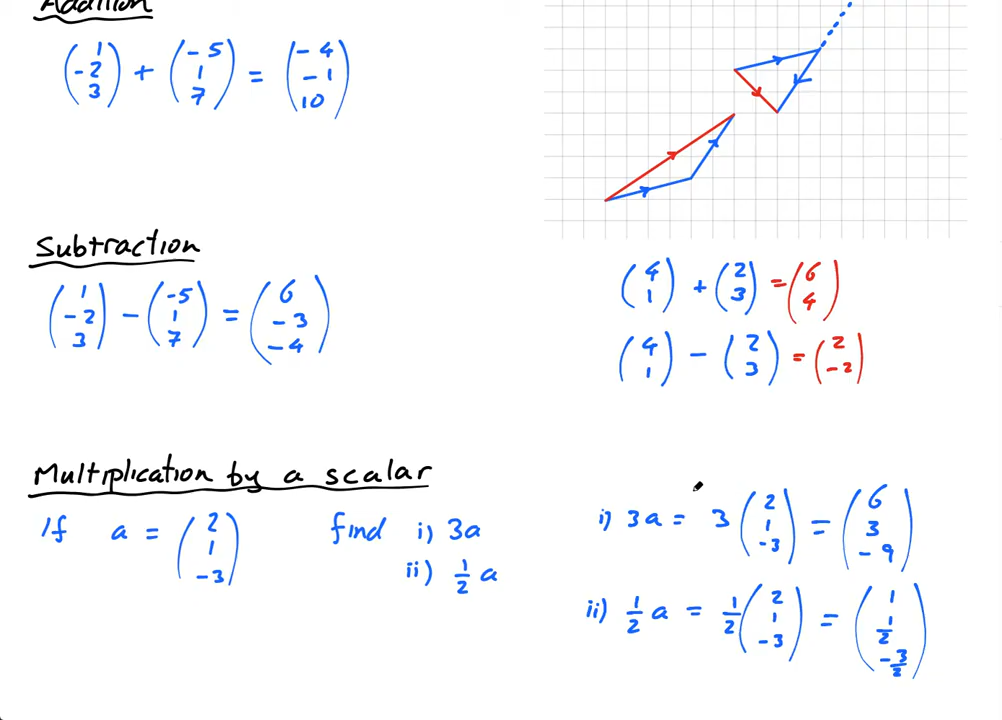 Addition
(1, -2, 3) + (-5, 1, 7) = (-4, -1, 10)
Subtraction
(1, -2, 3) - (-5, 1, 7) = (6, -3, -4)
(4, 1) + (2, 3) = (6, 4)
(4, 1) - (2, 3) = (2, -2)
Multiplication by a scalar
If a = (2, 1, -3) find i) 3a
ii) 1/2 a
i) 3a = 3 (2, 1, -3) = (6, 3, -9)
ii) 1/2 a = 1/2 (2, 1, -3) = (1, 1/2, -3/2)